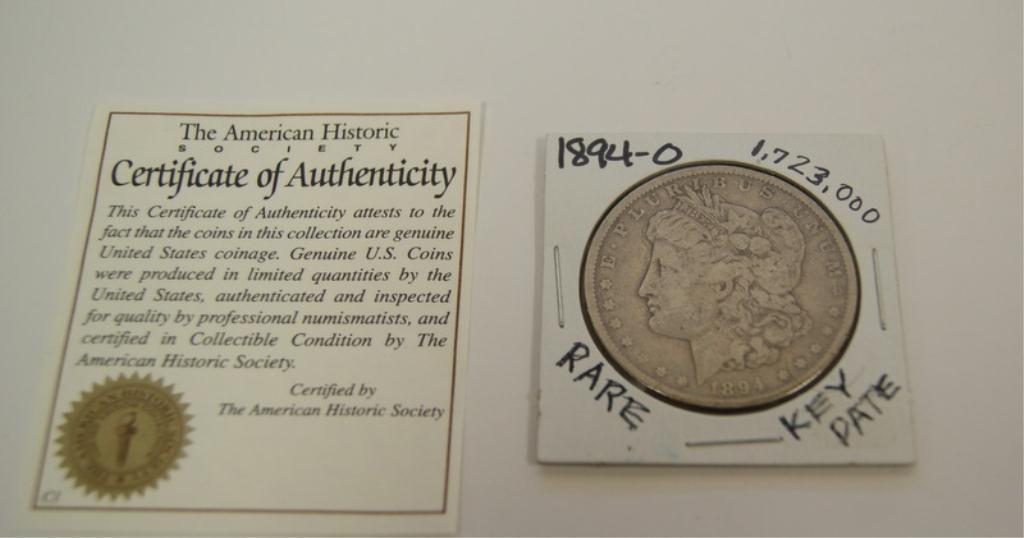 The American Historic
SOCIETY
Certificate of Authenticity
This Certificate of Authenticity attests to the
fact that the coins in this collection are genuine
United States coinage. Genuine U.S. Coins
were produced in limited quantities by the
United States, authenticated and inspected
for quality by professional numismatists, and
certified in Collectible Condition by The
American Historic Society.
Certified by
The American Historic Society
C1
1894-O
1,723,000
E·PLURIBUS UNUM
1894
RARE
KEY
DATE